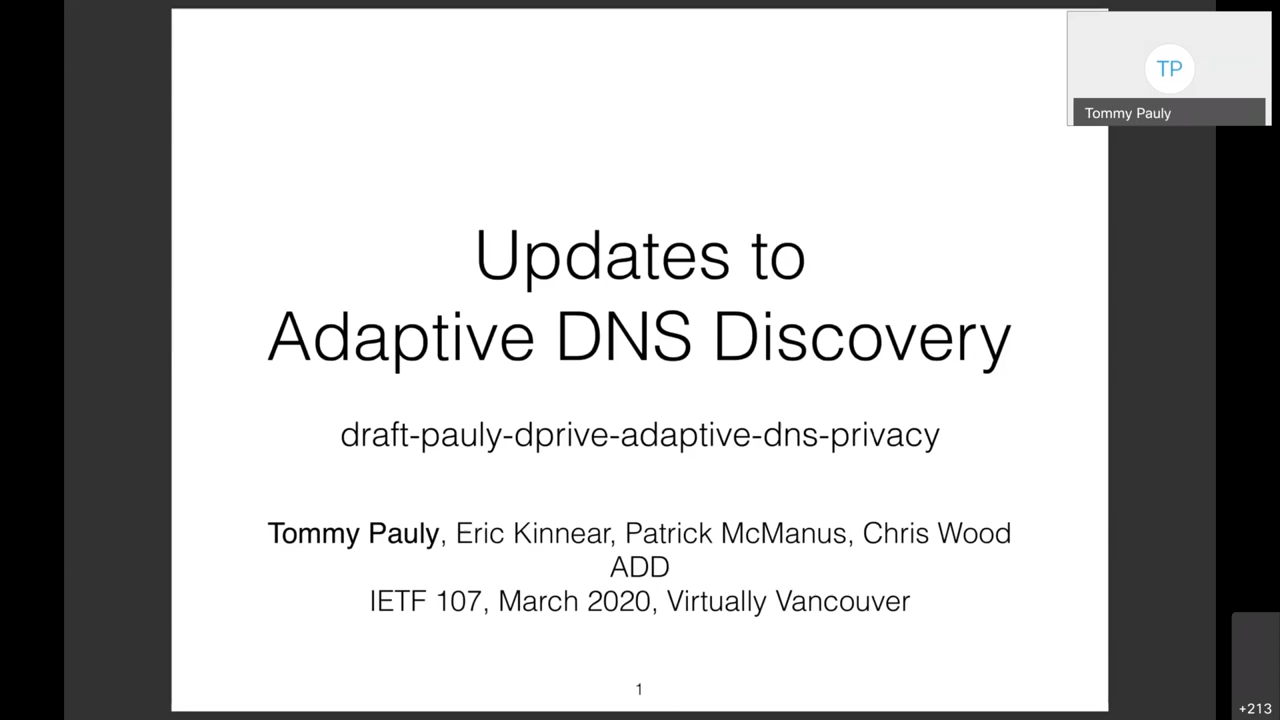 TP
Tommy Pauly
Updates to
Adaptive DNS Discovery
draft-pauly-dprive-adaptive-dns-privacy
Tommy Pauly, Eric Kinnear, Patrick McManus, Chris Wood
ADD
IETF 107, March 2020, Virtually Vancouver
1
+213